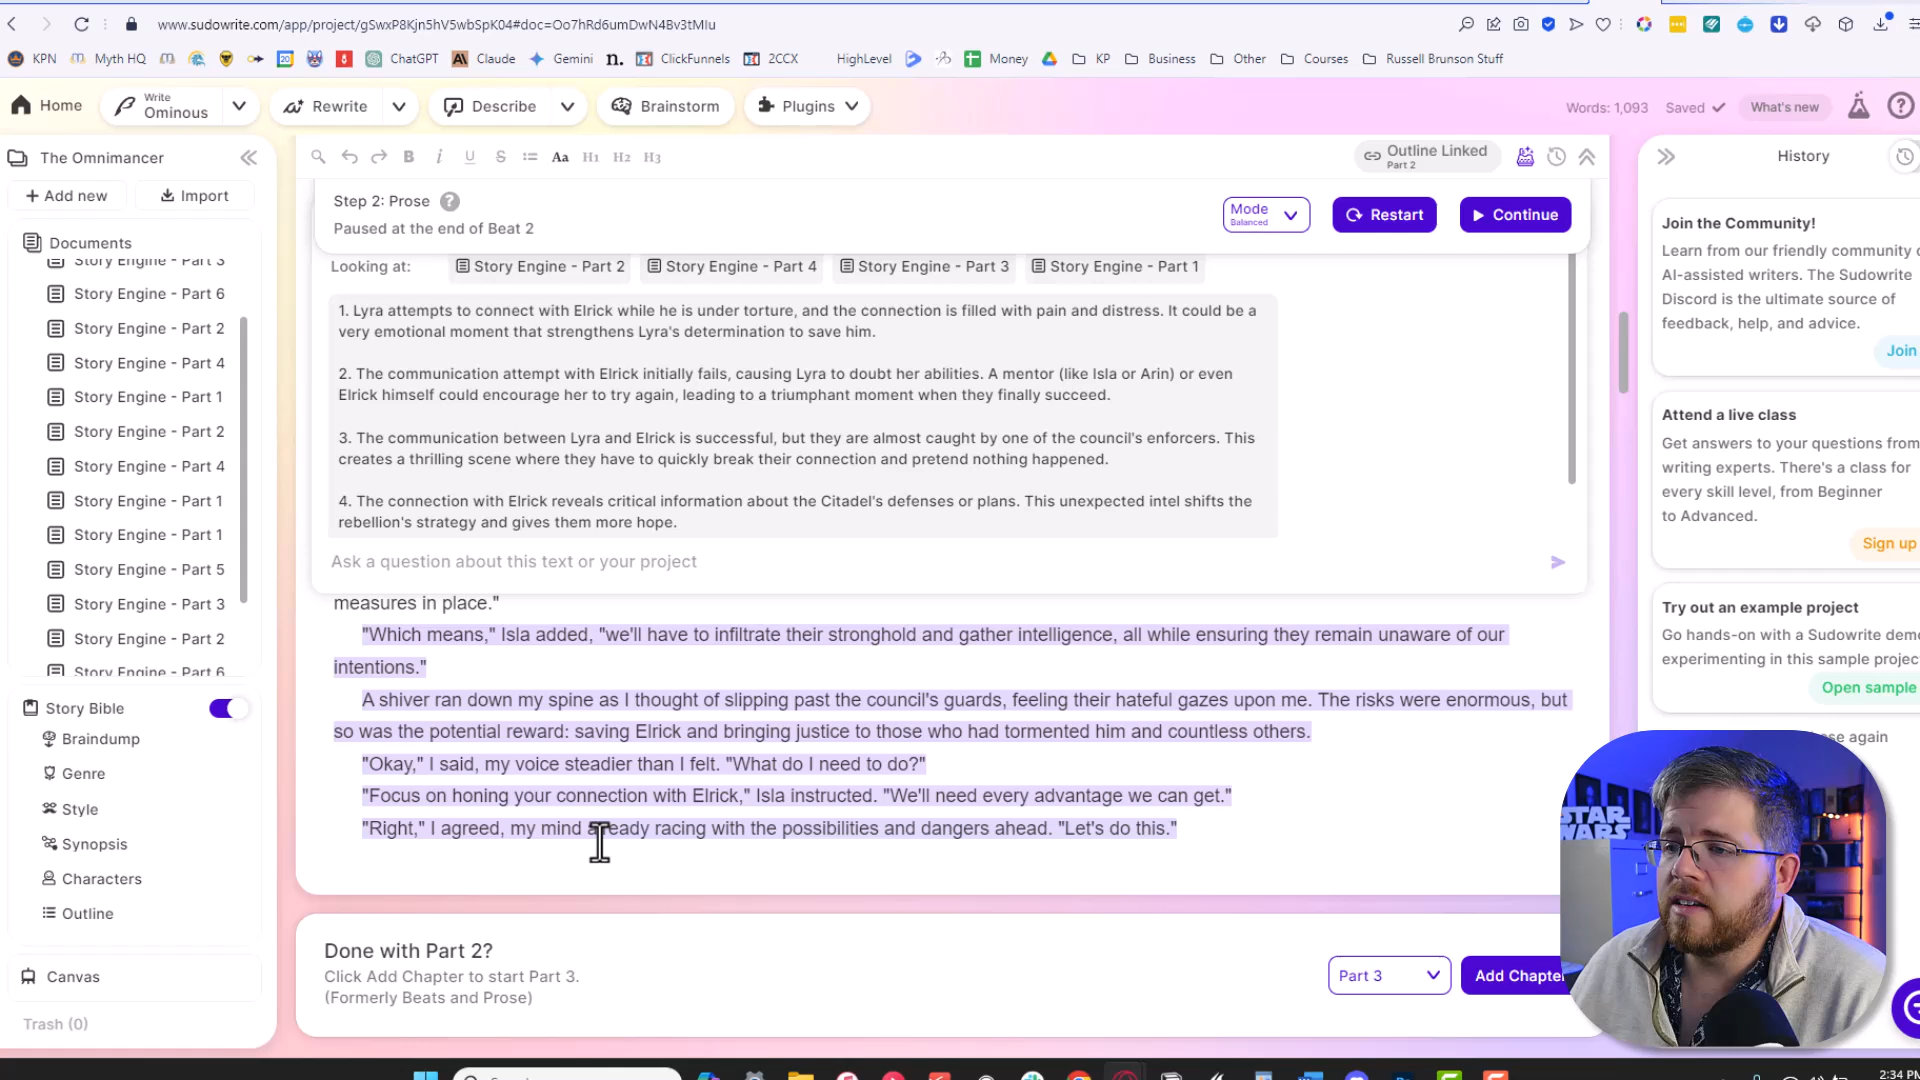 www.sudowrite.com/app/project/gSwxP8Kjn5hV5wbSpK04#doc=Oo7hRd6umDwN4Bv3tMIu
KPN Myth HQ 20 ChatGPT Claude Gemini n. ClickFunnels 2CCX HighLevel Money KP Business Other Courses Russell Brunson Stuff
Home Write Ominous Rewrite Describe Brainstorm Plugins Words: 1,093 Saved What's new
The Omnimancer
Add new Import
Documents
Story Engine - Part 3
Story Engine - Part 6
Story Engine - Part 2
Story Engine - Part 4
Story Engine - Part 1
Story Engine - Part 2
Story Engine - Part 4
Story Engine - Part 1
Story Engine - Part 1
Story Engine - Part 5
Story Engine - Part 3
Story Engine - Part 2
Story Engine - Part 6
Story Bible
Braindump
Genre
Style
Synopsis
Characters
Outline
Canvas
Trash (0)
B i U S Aa H1 H2 H3 Outline Linked
Part 2
Step 2: Prose ?
Paused at the end of Beat 2
Mode
Balanced
Restart Continue
Looking at: Story Engine - Part 2 Story Engine - Part 4 Story Engine - Part 3 Story Engine - Part 1
1. Lyra attempts to connect with Elrick while he is under torture, and the connection is filled with pain and distress. It could be a
very emotional moment that strengthens Lyra's determination to save him.
2. The communication attempt with Elrick initially fails, causing Lyra to doubt her abilities. A mentor (like Isla or Arin) or even
Elrick himself could encourage her to try again, leading to a triumphant moment when they finally succeed.
3. The communication between Lyra and Elrick is successful, but they are almost caught by one of the council's enforcers. This
creates a thrilling scene where they have to quickly break their connection and pretend nothing happened.
4. The connection with Elrick reveals critical information about the Citadel's defenses or plans. This unexpected intel shifts the
rebellion's strategy and gives them more hope.
Ask a question about this text or your project
measures in place."
"Which means," Isla added, "we'll have to infiltrate their stronghold and gather intelligence, all while ensuring they remain unaware of our
intentions."
A shiver ran down my spine as I thought of slipping past the council's guards, feeling their hateful gazes upon me. The risks were enormous, but
so was the potential reward: saving Elrick and bringing justice to those who had tormented him and countless others.
"Okay," I said, my voice steadier than I felt. "What do I need to do?"
"Focus on honing your connection with Elrick," Isla instructed. "We'll need every advantage we can get."
"Right," I agreed, my mind already racing with the possibilities and dangers ahead. "Let's do this."
Done with Part 2?
Click Add Chapter to start Part 3.
(Formerly Beats and Prose)
Part 3 Add Chapte
History
Join the Community!
Learn from our friendly community o
AI-assisted writers. The Sudowrite
Discord is the ultimate source of
feedback, help, and advice.
Join
Attend a live class
Get answers to your questions from
writing experts. There's a class for
every skill level, from Beginner
to Advanced.
Sign up
Try out an example project
Go hands-on with a Sudowrite demo
experimenting in this sample project
Open sample
se again
STAR
WARS
2:34 PM